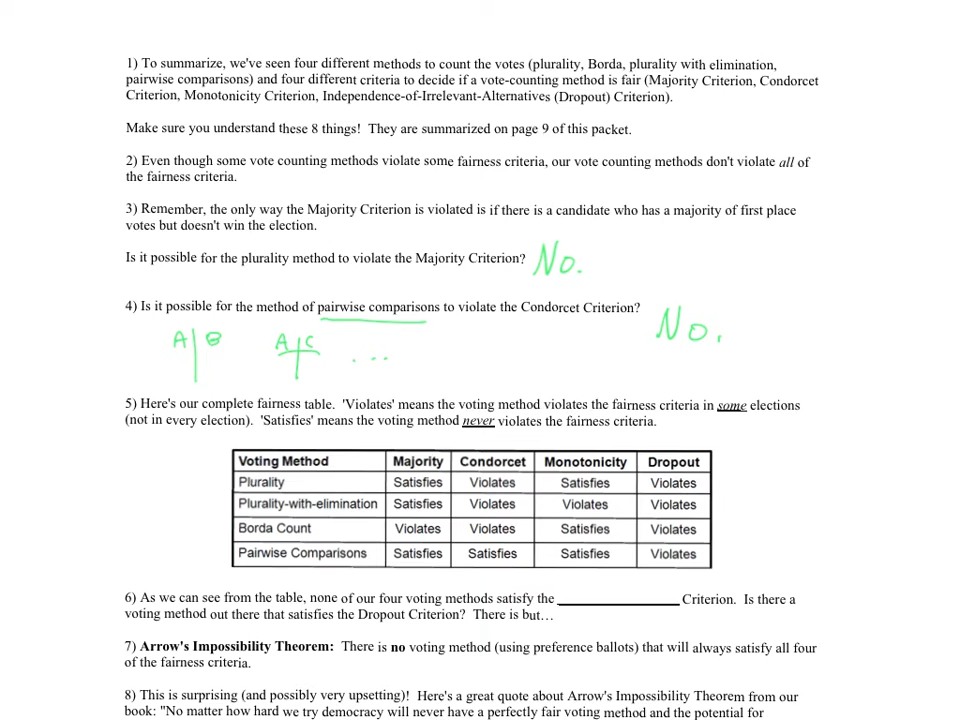 1) To summarize, we've seen four different methods to count the votes (plurality, Borda, plurality with elimination,
pairwise comparisons) and four different criteria to decide if a vote-counting method is fair (Majority Criterion, Condorcet
Criterion, Monotonicity Criterion, Independence-of-Irrelevant-Alternatives (Dropout) Criterion).
Make sure you understand these 8 things! They are summarized on page 9 of this packet.
2) Even though some vote counting methods violate some fairness criteria, our vote counting methods don't violate all of
the fairness criteria.
3) Remember, the only way the Majority Criterion is violated is if there is a candidate who has a majority of first place
votes but doesn't win the election.
Is it possible for the plurality method to violate the Majority Criterion? No.
4) Is it possible for the method of pairwise comparisons to violate the Condorcet Criterion? No.
A | B A | C ...
5) Here's our complete fairness table. 'Violates' means the voting method violates the fairness criteria in some elections
(not in every election). 'Satisfies' means the voting method never violates the fairness criteria.
Voting Method Majority Condorcet Monotonicity Dropout
Plurality Satisfies Violates Satisfies Violates
Plurality-with-elimination Satisfies Violates Violates Violates
Borda Count Violates Violates Satisfies Violates
Pairwise Comparisons Satisfies Satisfies Satisfies Violates
6) As we can see from the table, none of our four voting methods satisfy the ________________ Criterion. Is there a
voting method out there that satisfies the Dropout Criterion? There is but…
7) Arrow's Impossibility Theorem: There is no voting method (using preference ballots) that will always satisfy all four
of the fairness criteria.
8) This is surprising (and possibly very upsetting)! Here's a great quote about Arrow's Impossibility Theorem from our
book: "No matter how hard we try democracy will never have a perfectly fair voting method and the potential for